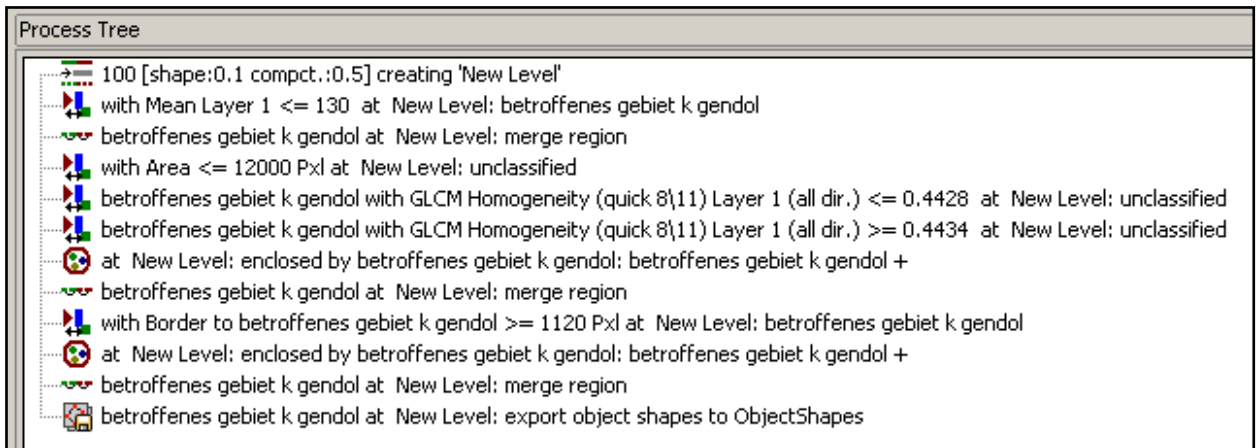 Process Tree
100 [shape:0.1 compct.:0.5] creating 'New Level'
with Mean Layer 1 <= 130 at New Level: betroffenes gebiet k gendol
betroffenes gebiet k gendol at New Level: merge region
with Area <= 12000 Pxl at New Level: unclassified
betroffenes gebiet k gendol with GLCM Homogeneity (quick 8\11) Layer 1 (all dir.) <= 0.4428 at New Level: unclassified
betroffenes gebiet k gendol with GLCM Homogeneity (quick 8\11) Layer 1 (all dir.) >= 0.4434 at New Level: unclassified
at New Level: enclosed by betroffenes gebiet k gendol: betroffenes gebiet k gendol +
betroffenes gebiet k gendol at New Level: merge region
with Border to betroffenes gebiet k gendol >= 1120 Pxl at New Level: betroffenes gebiet k gendol
at New Level: enclosed by betroffenes gebiet k gendol: betroffenes gebiet k gendol +
betroffenes gebiet k gendol at New Level: merge region
betroffenes gebiet k gendol at New Level: export object shapes to ObjectShapes